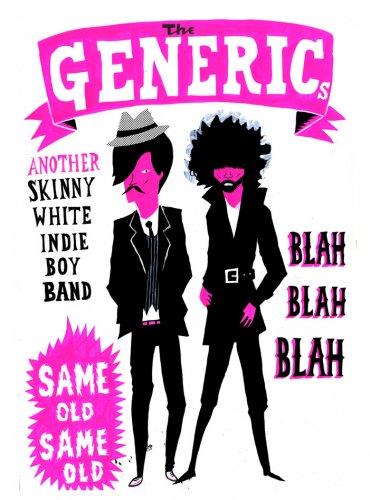 The
GENERICs
ANOTHER
SKINNY
WHITE
INDIE
BOY
BAND
BLAH
BLAH
BLAH
SAME
OLD
SAME
OLD